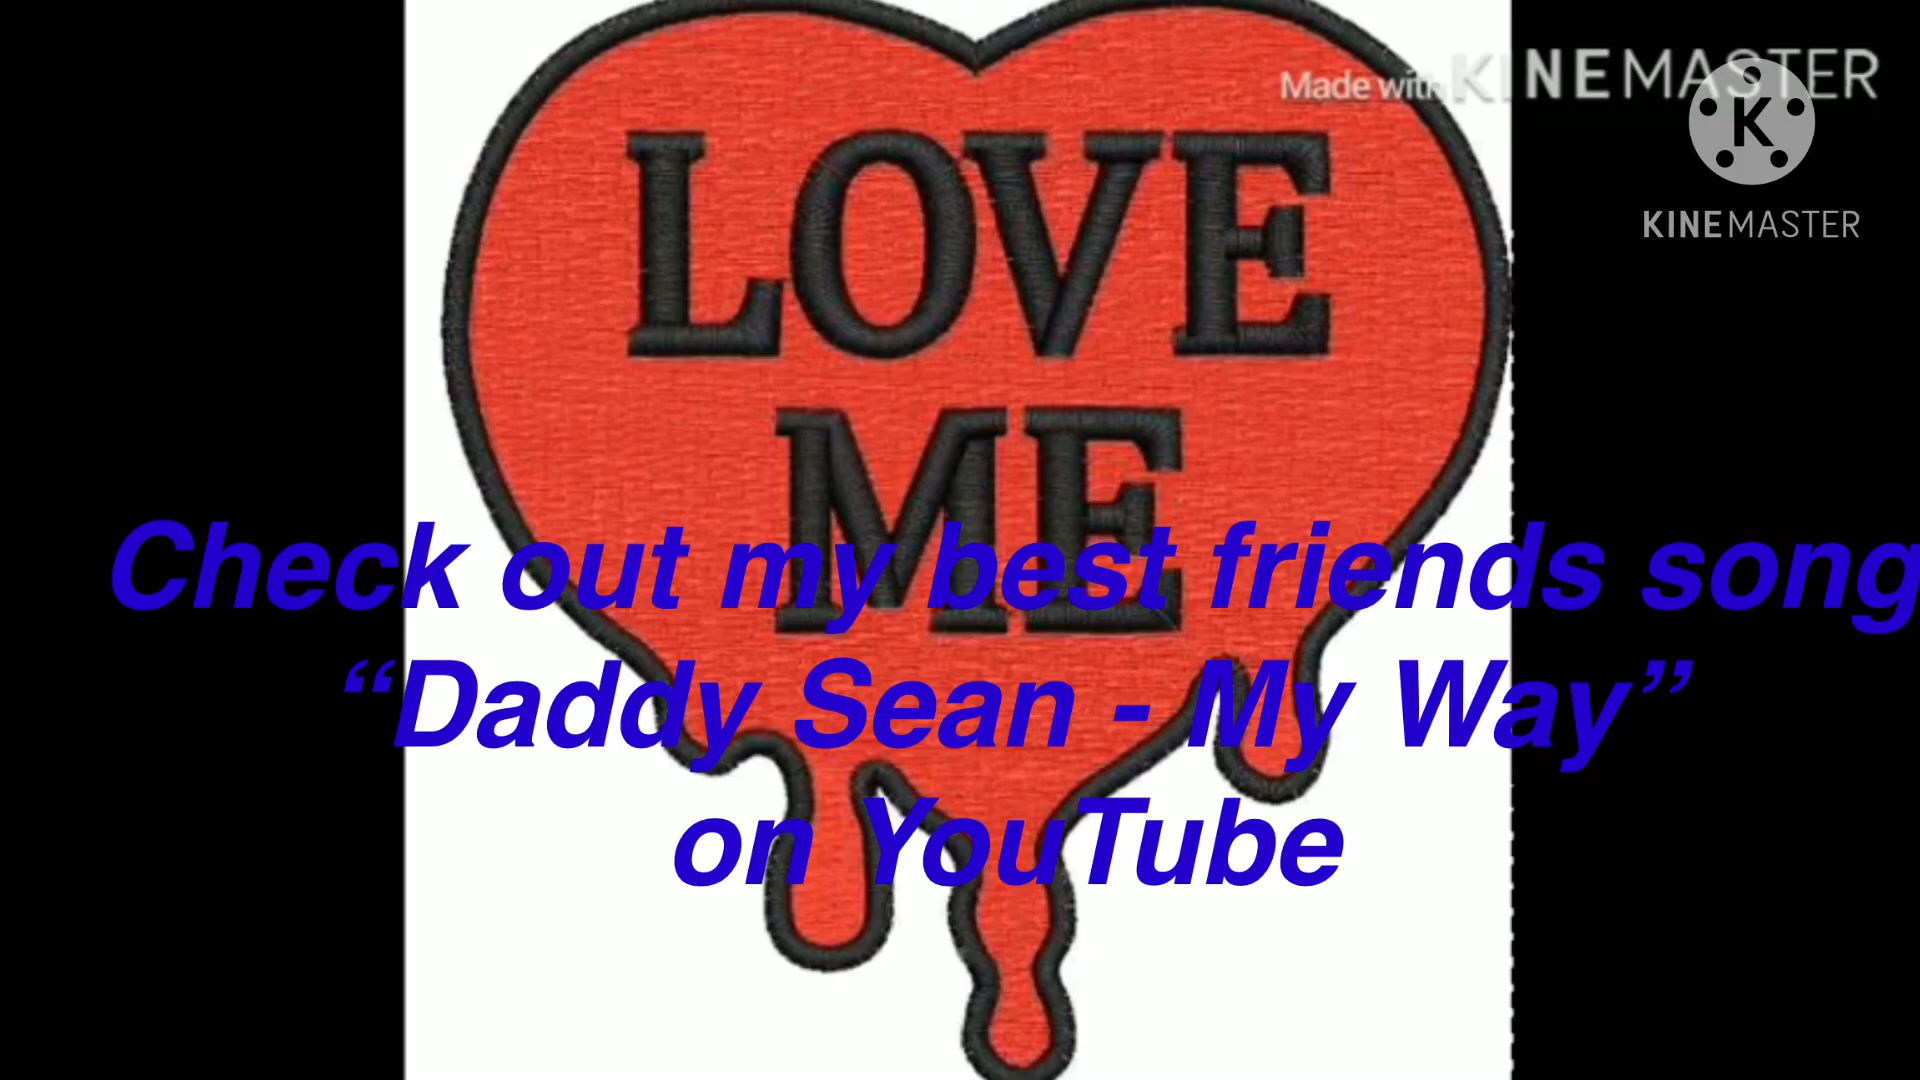 Made with KINEMASTER
K
KINEMASTER
LOVE
ME
Check out my best friends song
“Daddy Sean - My Way”
on YouTube